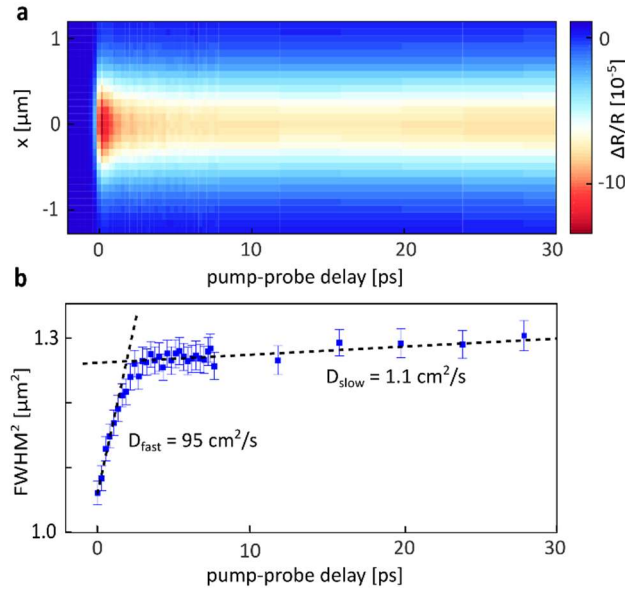 a
x [µm]
1
0
-1
0
10
20
30
pump-probe delay [ps]
0
-10
ΔR/R [10⁻⁵]
b
FWHM² [µm²]
1.3
1.0
D_fast = 95 cm²/s
D_slow = 1.1 cm²/s
0
10
20
30
pump-probe delay [ps]